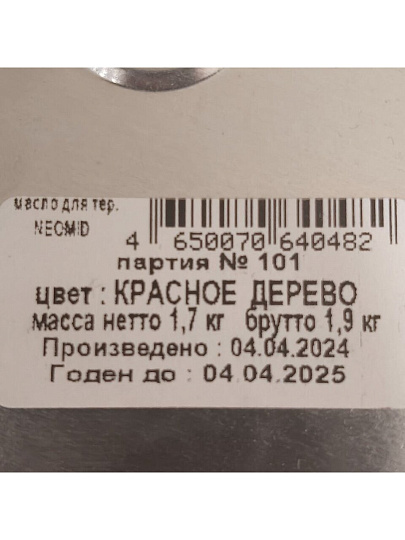 масло для тер.
NEOMID
4 650070 640482
партия № 101
цвет : КРАСНОЕ ДЕРЕВО
масса нетто 1,7 кг брутто 1,9 кг
Произведено : 04.04.2024
Годен до : 04.04.2025